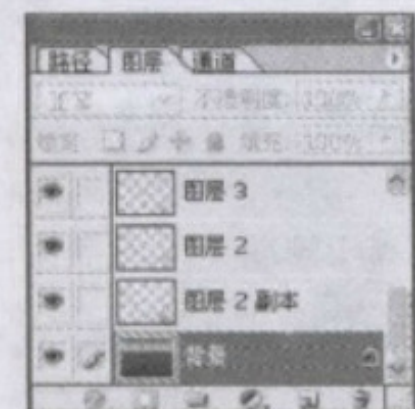 路径 图层 通道
正常 不透明度: 100%
锁定: 填充: 100%
图层 3
图层 2
图层 2 副本
背景